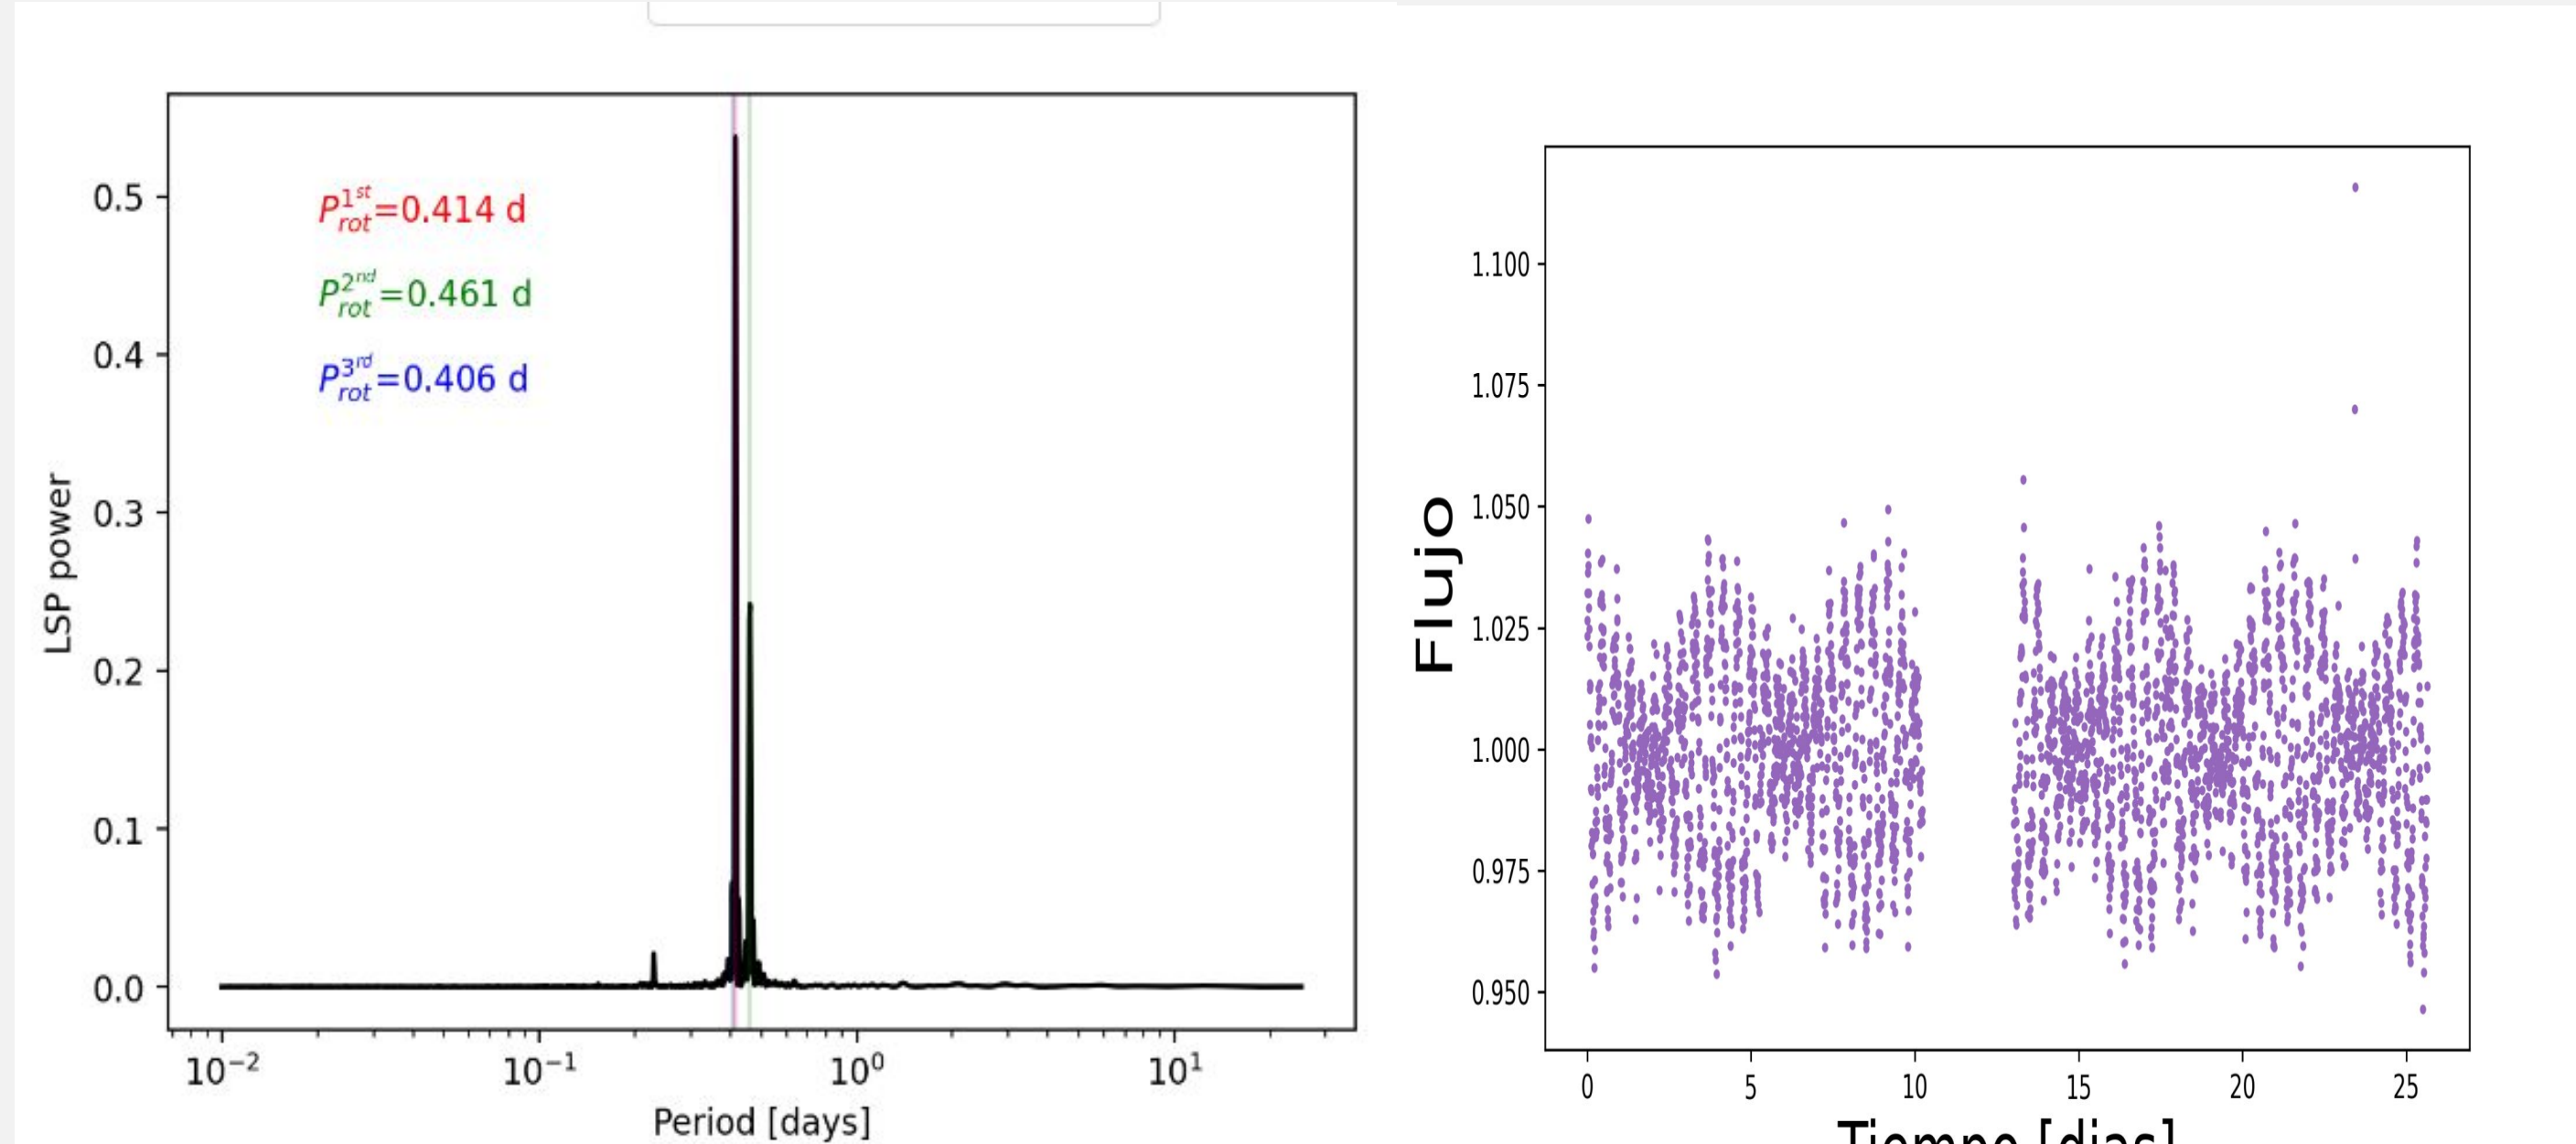 P_rot^1st=0.414 d
P_rot^2nd=0.461 d
P_rot^3rd=0.406 d
LSP power
0.5
0.4
0.3
0.2
0.1
0.0
10^-2 10^-1 10^0 10^1
Period [days]
Flujo
1.100
1.075
1.050
1.025
1.000
0.975
0.950
0 5 10 15 20 25
Tiempo [dias]